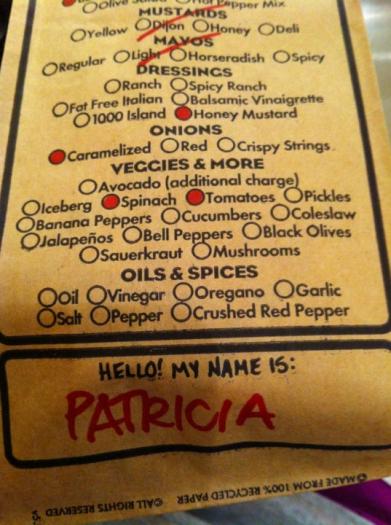 Olive Salad Hot Pepper Mix
MUSTARDS
Yellow Dijon Honey Deli
MAYOS
Regular Light Horseradish Spicy
DRESSINGS
Ranch Spicy Ranch
Fat Free Italian Balsamic Vinaigrette
1000 Island Honey Mustard
ONIONS
Caramelized Red Crispy Strings
VEGGIES & MORE
Avocado (additional charge)
Iceberg Spinach Tomatoes Pickles
Banana Peppers Cucumbers Coleslaw
Jalapeños Bell Peppers Black Olives
Sauerkraut Mushrooms
OILS & SPICES
Oil Vinegar Oregano Garlic
Salt Pepper Crushed Red Pepper
HELLO! MY NAME IS:
PATRICIA
MADE FROM 100% RECYCLED PAPER ©ALL RIGHTS RESERVED